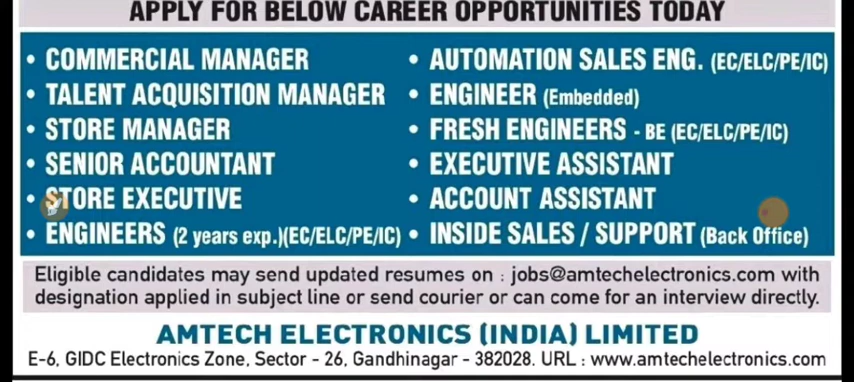 APPLY FOR BELOW CAREER OPPORTUNITIES TODAY
• COMMERCIAL MANAGER
• TALENT ACQUISITION MANAGER
• STORE MANAGER
• SENIOR ACCOUNTANT
• STORE EXECUTIVE
• ENGINEERS (2 years exp.)(EC/ELC/PE/IC)
• AUTOMATION SALES ENG. (EC/ELC/PE/IC)
• ENGINEER (Embedded)
• FRESH ENGINEERS - BE (EC/ELC/PE/IC)
• EXECUTIVE ASSISTANT
• ACCOUNT ASSISTANT
• INSIDE SALES / SUPPORT (Back Office)
Eligible candidates may send updated resumes on : jobs@amtechelectronics.com with
designation applied in subject line or send courier or can come for an interview directly.
AMTECH ELECTRONICS (INDIA) LIMITED
E-6, GIDC Electronics Zone, Sector - 26, Gandhinagar - 382028. URL : www.amtechelectronics.com